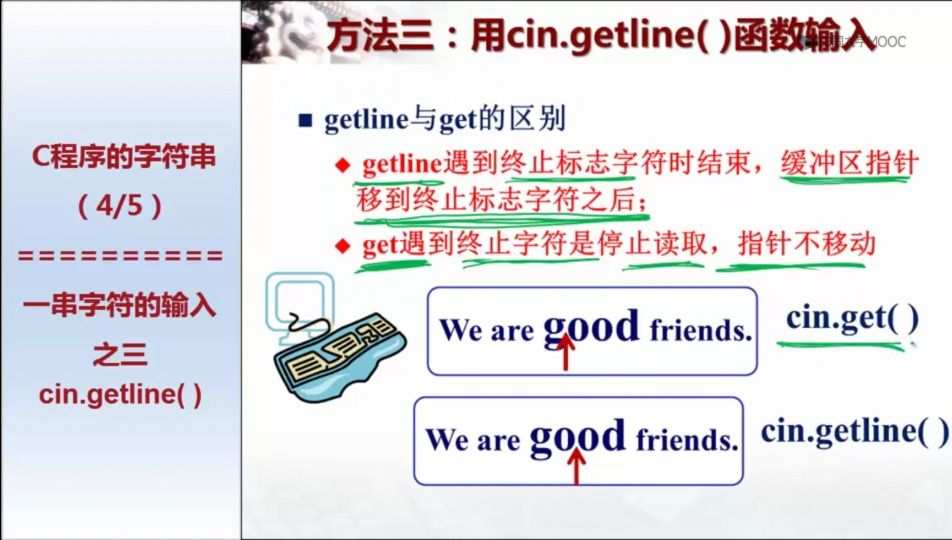 方法三：用cin.getline( )函数输入
C程序的字符串
（4/5）
==========
一串字符的输入
之三
cin.getline( )
■ getline与get的区别
◆ getline遇到终止标志字符时结束，缓冲区指针
移到终止标志字符之后；
◆ get遇到终止字符是停止读取，指针不移动
We are good friends.
cin.get( )
We are good friends.
cin.getline( )